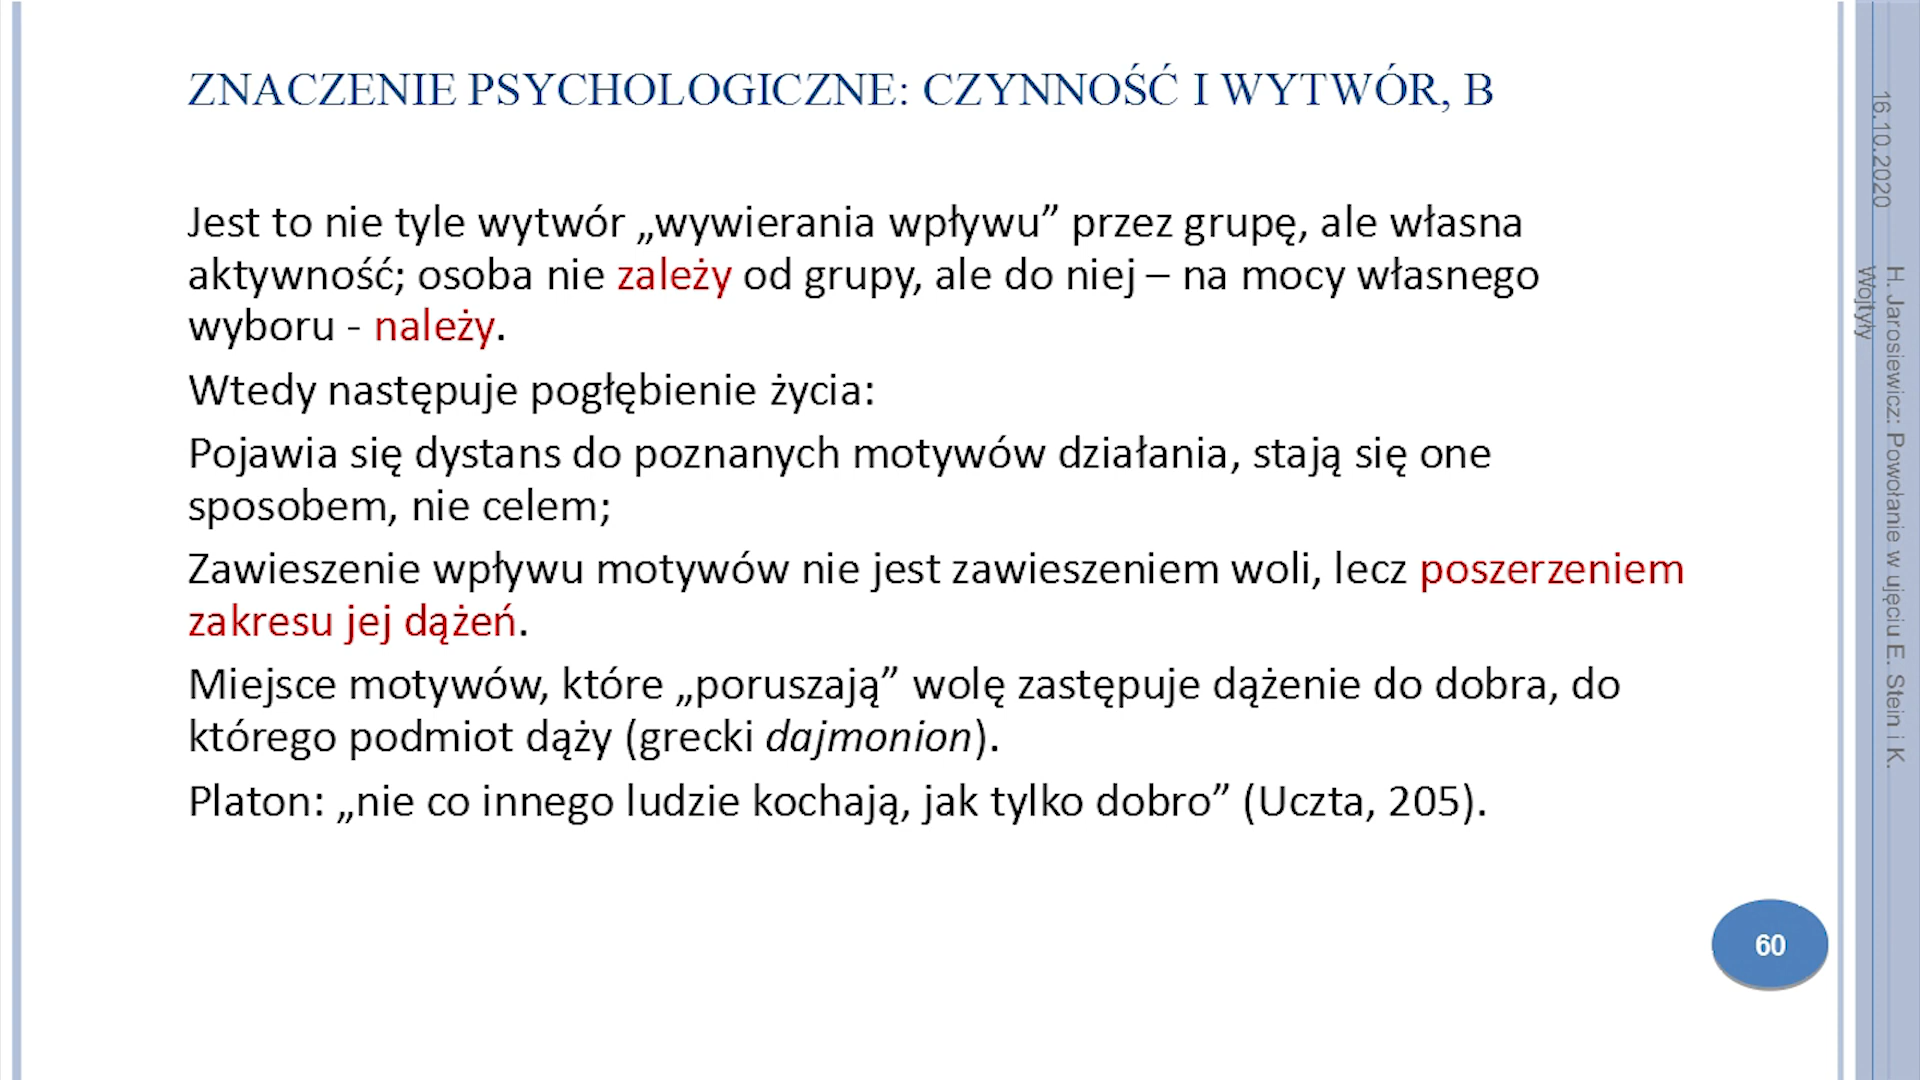 ZNACZENIE PSYCHOLOGICZNE: CZYNNOŚĆ I WYTWÓR, B
Jest to nie tyle wytwór „wywierania wpływu” przez grupę, ale własna
aktywność; osoba nie zależy od grupy, ale do niej – na mocy własnego
wyboru - należy.
Wtedy następuje pogłębienie życia:
Pojawia się dystans do poznanych motywów działania, stają się one
sposobem, nie celem;
Zawieszenie wpływu motywów nie jest zawieszeniem woli, lecz poszerzeniem
zakresu jej dążeń.
Miejsce motywów, które „poruszają” wolę zastępuje dążenie do dobra, do
którego podmiot dąży (grecki dajmonion).
Platon: „nie co innego ludzie kochają, jak tylko dobro” (Uczta, 205).
16.10.2020
H. Jarosiewicz: Powołanie w ujęciu E. Stein i K.
Wojtyły
60